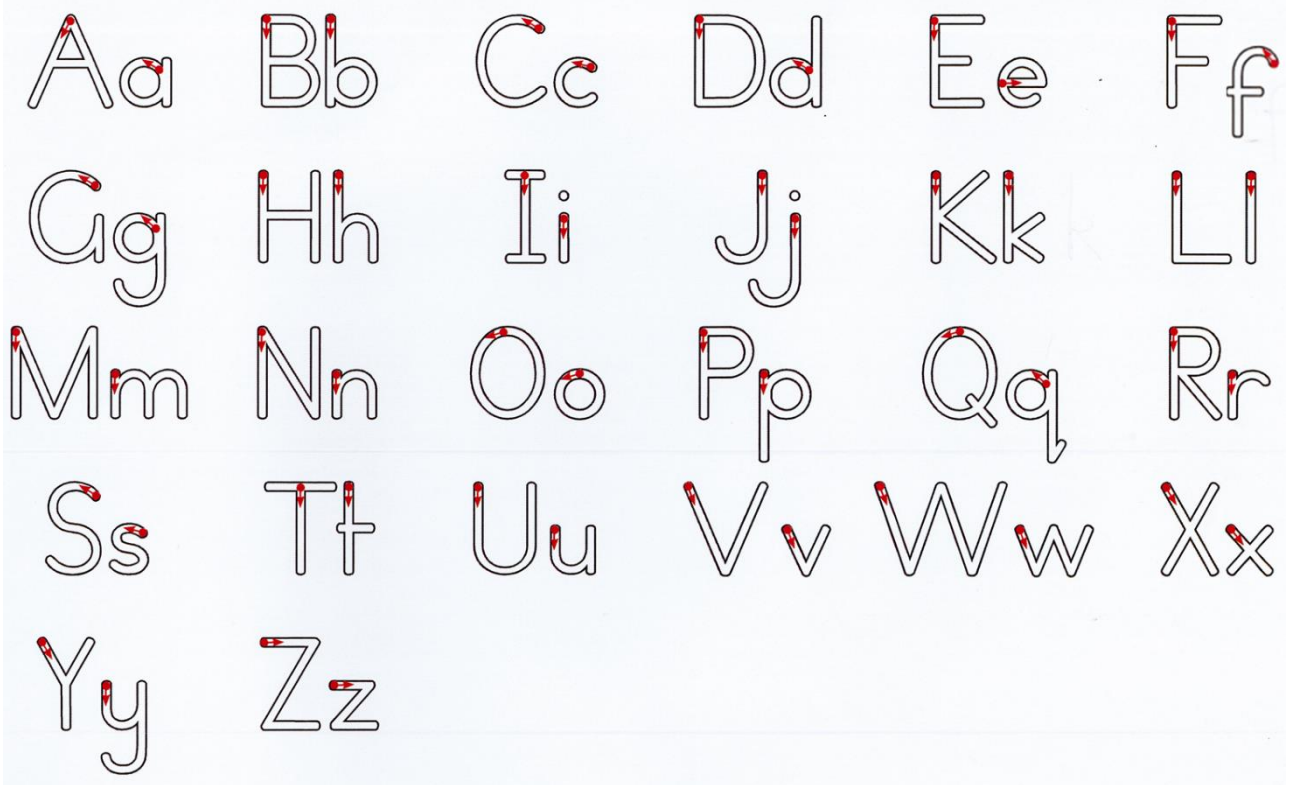 Aa Bb Cc Dd Ee Ff
Gg Hh Ii Jj Kk Ll
Mm Nn Oo Pp Qq Rr
Ss Tt Uu Vv Ww Xx
Yy Zz